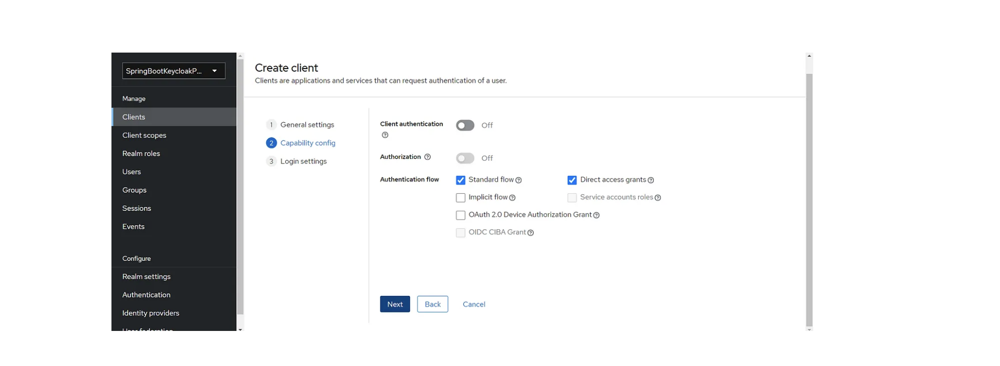 SpringBootKeycloakP...
Manage
Clients
Client scopes
Realm roles
Users
Groups
Sessions
Events
Configure
Realm settings
Authentication
Identity providers
User federation
Create client
Clients are applications and services that can request authentication of a user.
1 General settings
2 Capability config
3 Login settings
Client authentication
Off
Authorization
Off
Authentication flow
Standard flow
Direct access grants
Implicit flow
Service accounts roles
OAuth 2.0 Device Authorization Grant
OIDC CIBA Grant
Next
Back
Cancel